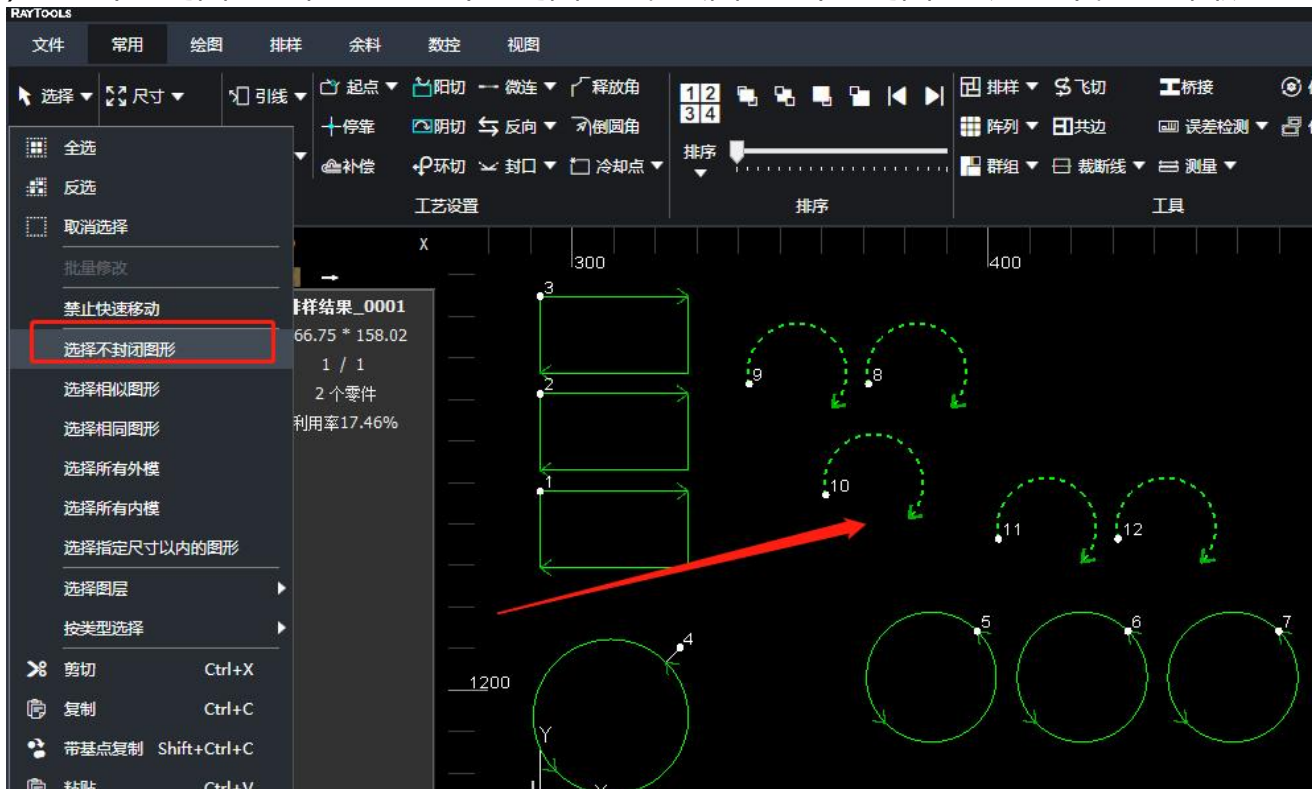 RAYTOOLS
文件 常用 绘图 排样 余料 数控 视图
选择 尺寸 引线 起点 阳切 微连 释放角 排样 飞切 桥接
停靠 阴切 反向 倒圆角 阵列 共边 误差检测
补偿 环切 封口 冷却点 群组 裁断线 测量
1 2
3 4
排序
工艺设置 排序 工具
全选
反选
取消选择
批量修改
禁止快速移动
选择不封闭图形
选择相似图形
选择相同图形
选择所有外模
选择所有内模
选择指定尺寸以内的图形
选择图层
按类型选择
剪切 Ctrl+X
复制 Ctrl+C
带基点复制 Shift+Ctrl+C
粘贴 Ctrl+V
X
排样结果_0001
66.75 * 158.02
1 / 1
2 个零件
利用率17.46%
300 400
3
9 8
2
1
10
11 12
5 6 7
4
1200
Y
X